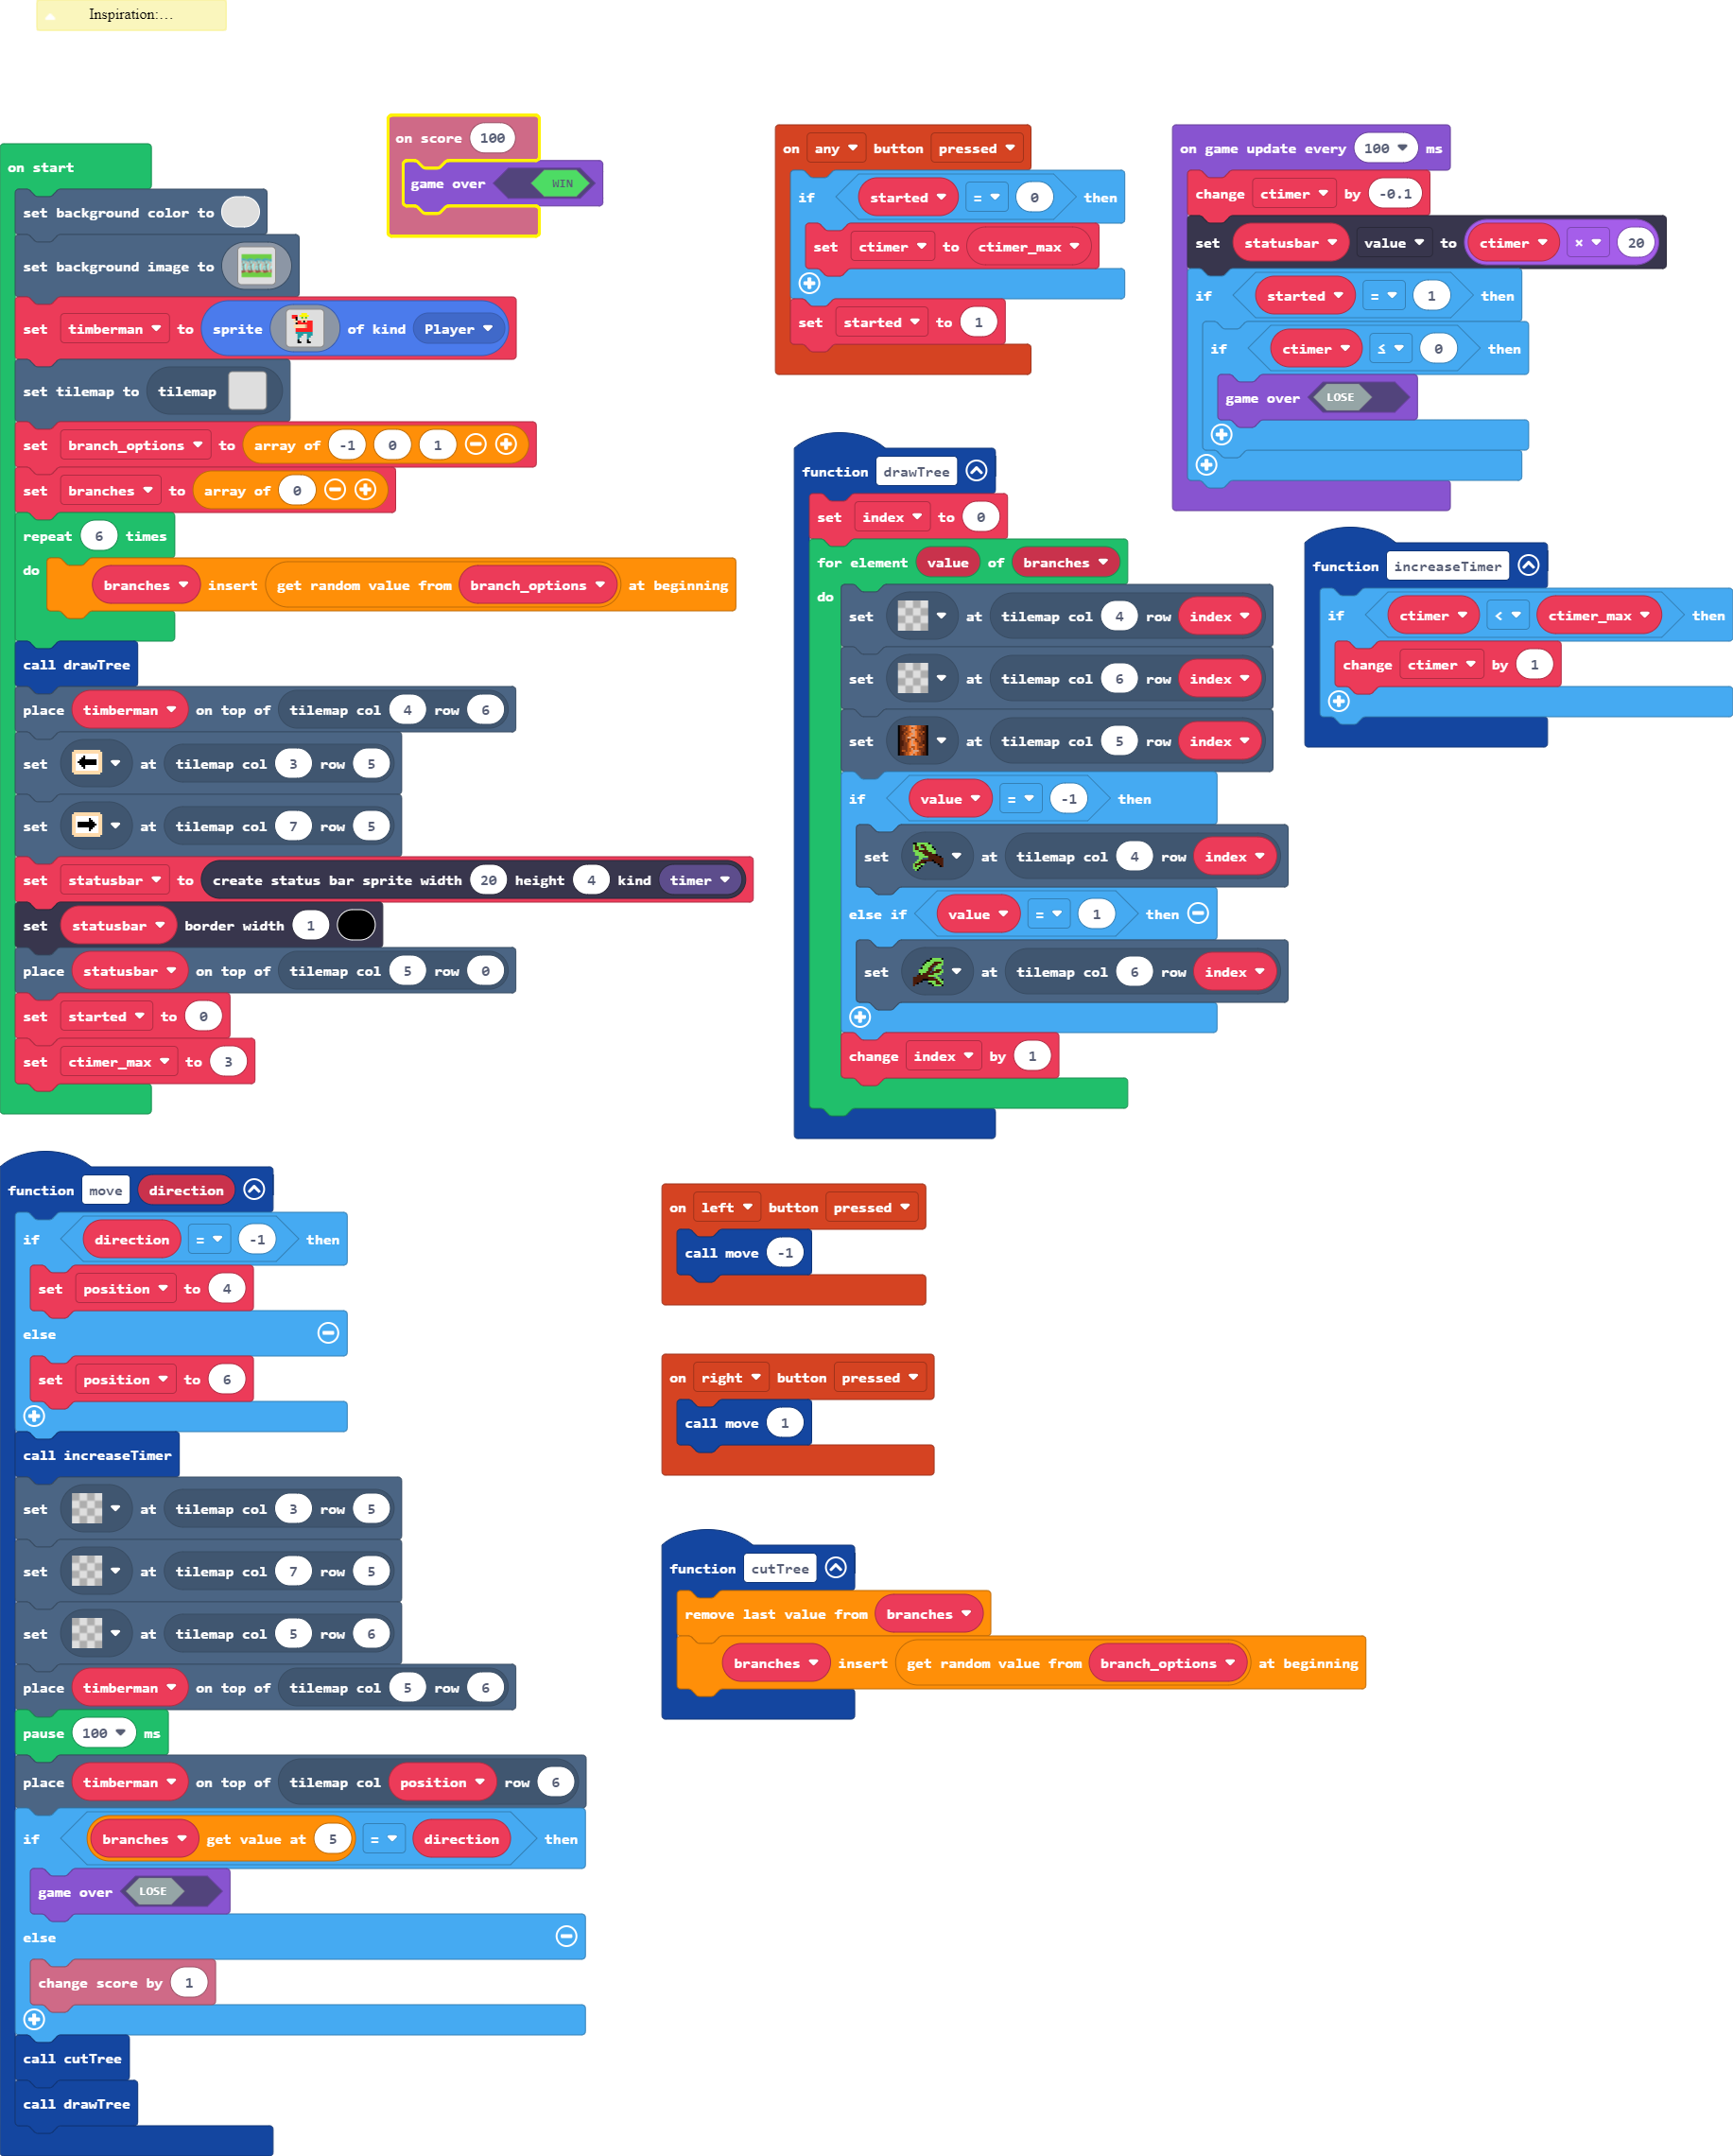 Inspiration:...
on start
set background color to
set background image to
set timberman to sprite of kind Player
set tilemap to tilemap
set branch_options to array of -1 0 1
set branches to array of 0
repeat 6 times
do branches insert get random value from branch_options at beginning
call drawTree
place timberman on top of tilemap col 4 row 6
set at tilemap col 3 row 5
set at tilemap col 7 row 5
set statusbar to create status bar sprite width 20 height 4 kind timer
set statusbar border width 1
place statusbar on top of tilemap col 5 row 0
set started to 0
set ctimer_max to 3
on score 100
game over WIN
on any button pressed
if started = 0 then
set ctimer to ctimer_max
set started to 1
on game update every 100 ms
change ctimer by -0.1
set statusbar value to ctimer × 20
if started = 1 then
if ctimer ≤ 0 then
game over LOSE
function drawTree
set index to 0
for element value of branches
do set at tilemap col 4 row index
set at tilemap col 6 row index
set at tilemap col 5 row index
if value = -1 then
set at tilemap col 4 row index
else if value = 1 then
set at tilemap col 6 row index
change index by 1
function increaseTimer
if ctimer < ctimer_max then
change ctimer by 1
function move direction
if direction = -1 then
set position to 4
else
set position to 6
call increaseTimer
set at tilemap col 3 row 5
set at tilemap col 7 row 5
set at tilemap col 5 row 6
place timberman on top of tilemap col 5 row 6
pause 100 ms
place timberman on top of tilemap col position row 6
if branches get value at 5 = direction then
game over LOSE
else
change score by 1
call cutTree
call drawTree
on left button pressed
call move -1
on right button pressed
call move 1
function cutTree
remove last value from branches
branches insert get random value from branch_options at beginning